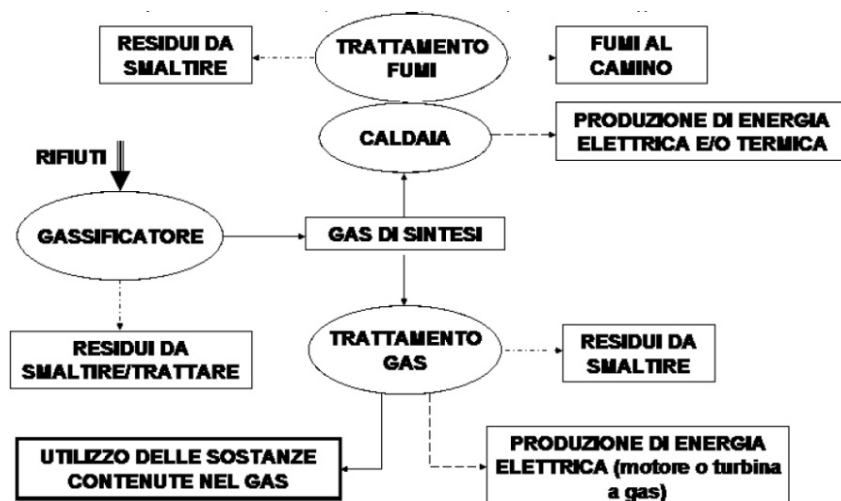 RESIDUI DA
SMALTIRE
TRATTAMENTO
FUMI
FUMI AL
CAMINO
CALDAIA
PRODUZIONE DI ENERGIA
ELETTRICA E/O TERMICA
RIFIUTI
GASSIFICATORE
GAS DI SINTESI
RESIDUI DA
SMALTIRE/TRATTARE
TRATTAMENTO
GAS
RESIDUI DA
SMALTIRE
UTILIZZO DELLE SOSTANZE
CONTENUTE NEL GAS
PRODUZIONE DI ENERGIA
ELETTRICA (motore o turbina
a gas)